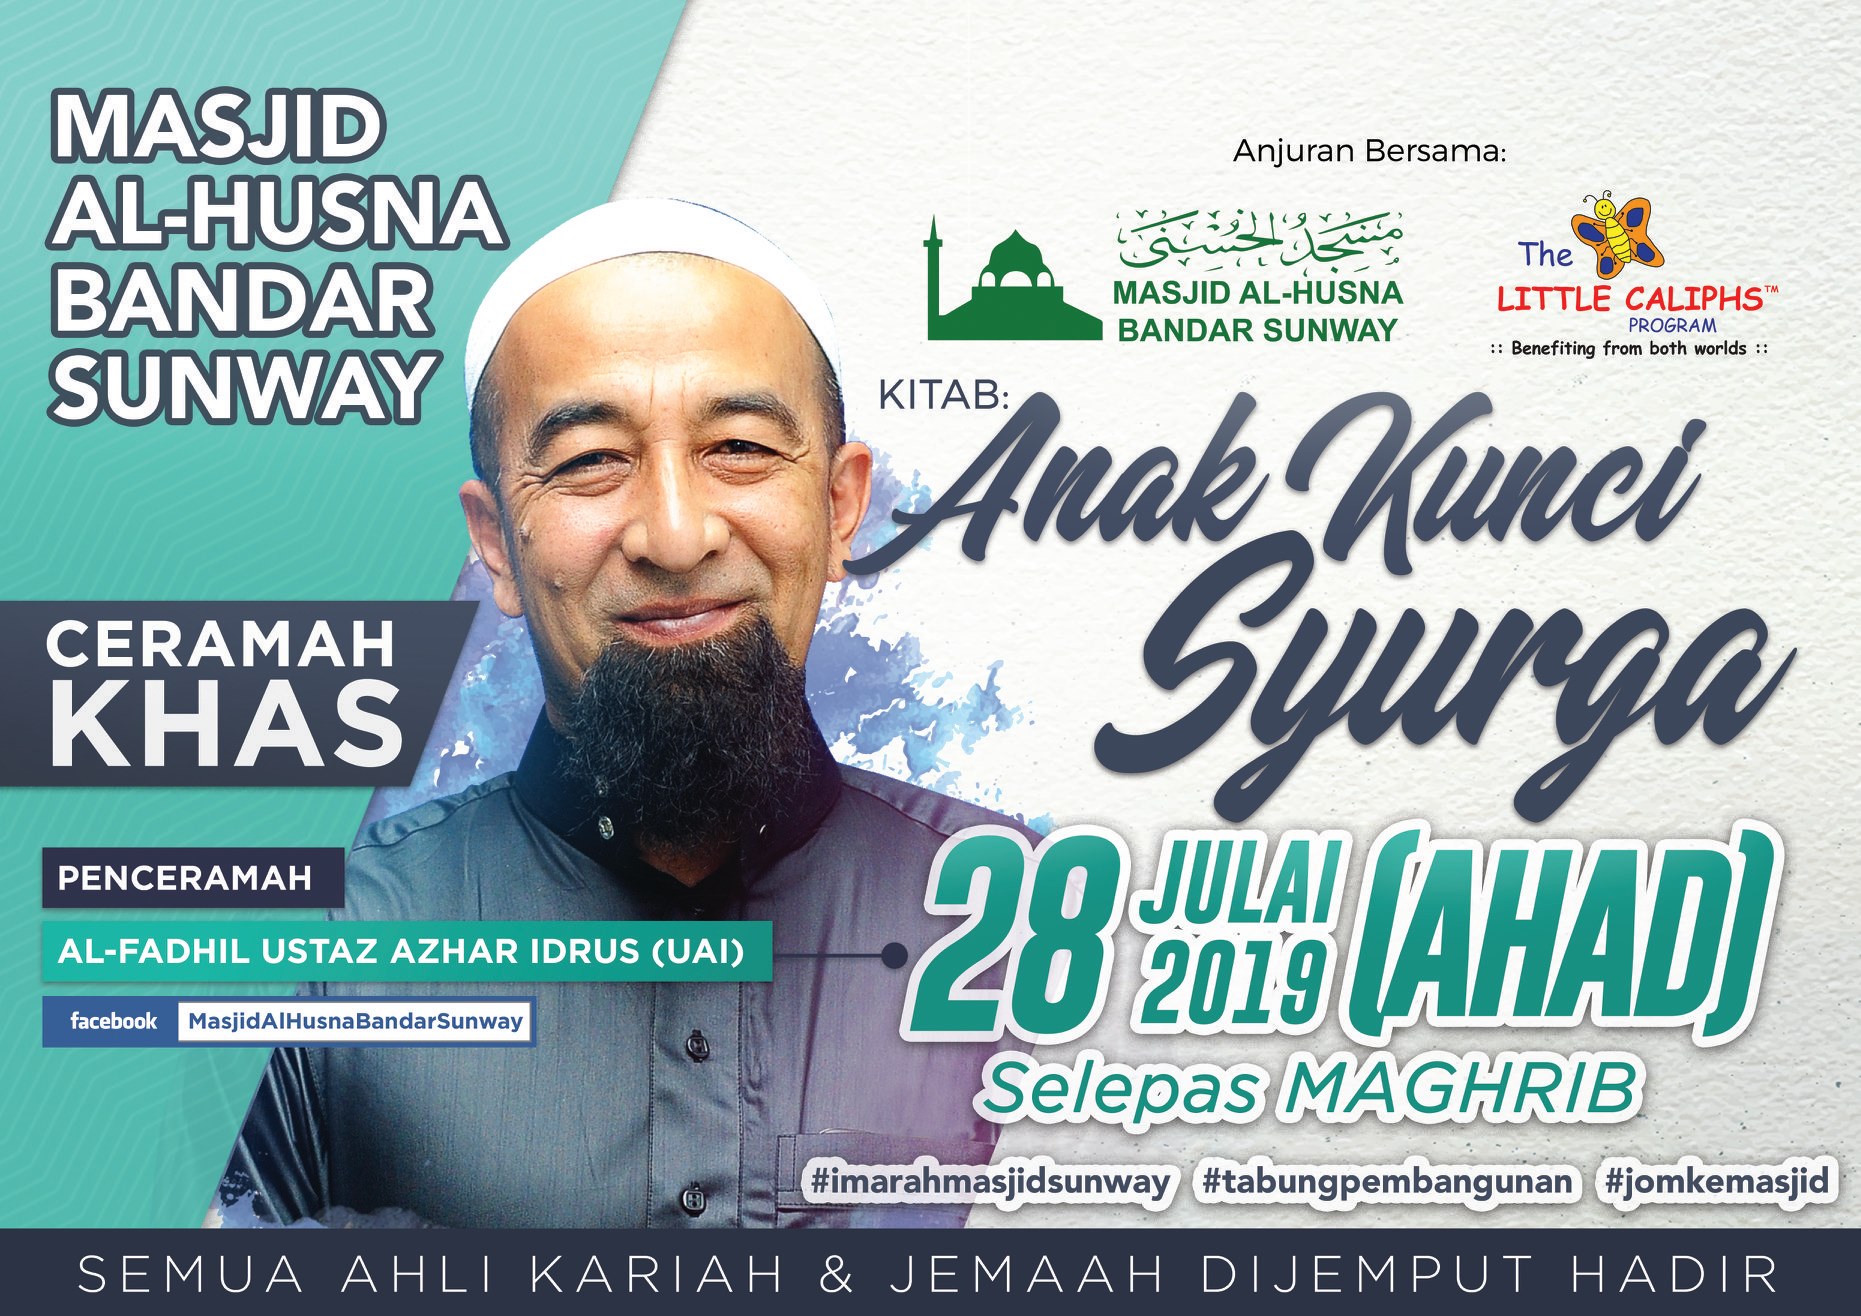 MASJID
AL-HUSNA
BANDAR
SUNWAY
Anjuran Bersama:
مسجد الحسنى
MASJID AL-HUSNA
BANDAR SUNWAY
The
LITTLE CALIPHS™
PROGRAM
:: Benefiting from both worlds ::
KITAB:
Anak Kunci
Syurga
CERAMAH
KHAS
PENCERAMAH
AL-FADHIL USTAZ AZHAR IDRUS (UAI)
facebook MasjidAlHusnaBandarSunway
28 JULAI 2019 (AHAD)
Selepas MAGHRIB
#imarahmasjidsunway #tabungpembangunan #jomkemasjid
SEMUA AHLI KARIAH & JEMAAH DIJEMPUT HADIR